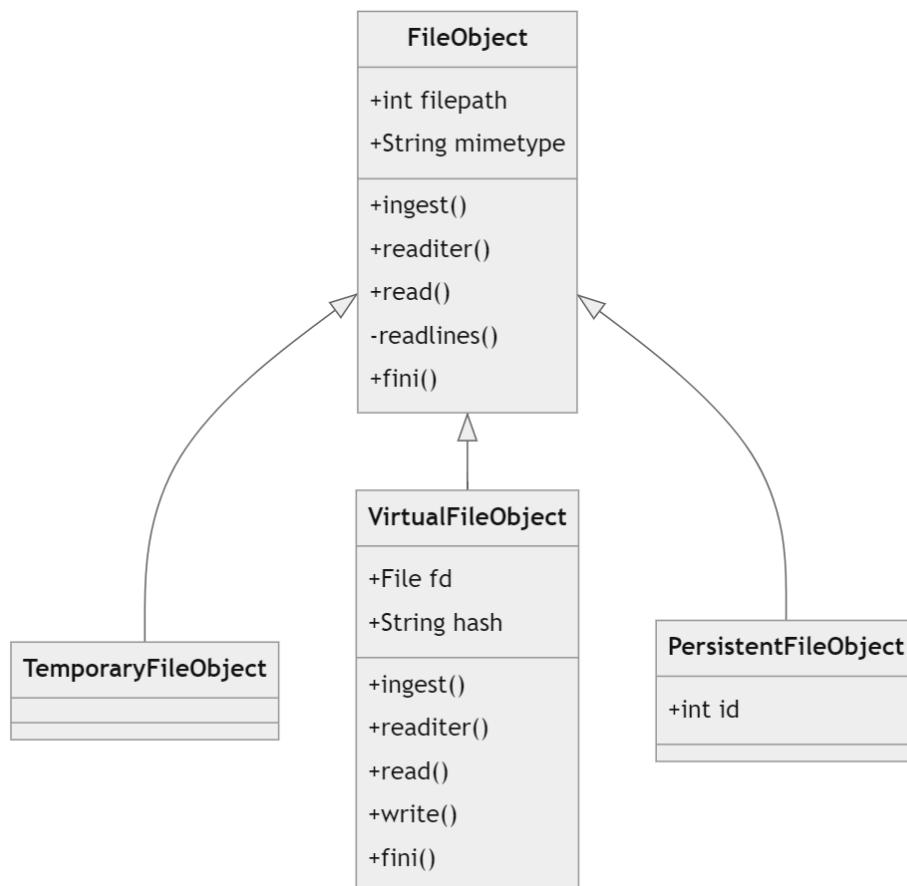 FileObject
+int filepath
+String mimetype
+ingest()
+readiter()
+read()
-readlines()
+fini()
VirtualFileObject
+File fd
+String hash
+ingest()
+readiter()
+read()
+write()
+fini()
TemporaryFileObject
PersistentFileObject
+int id